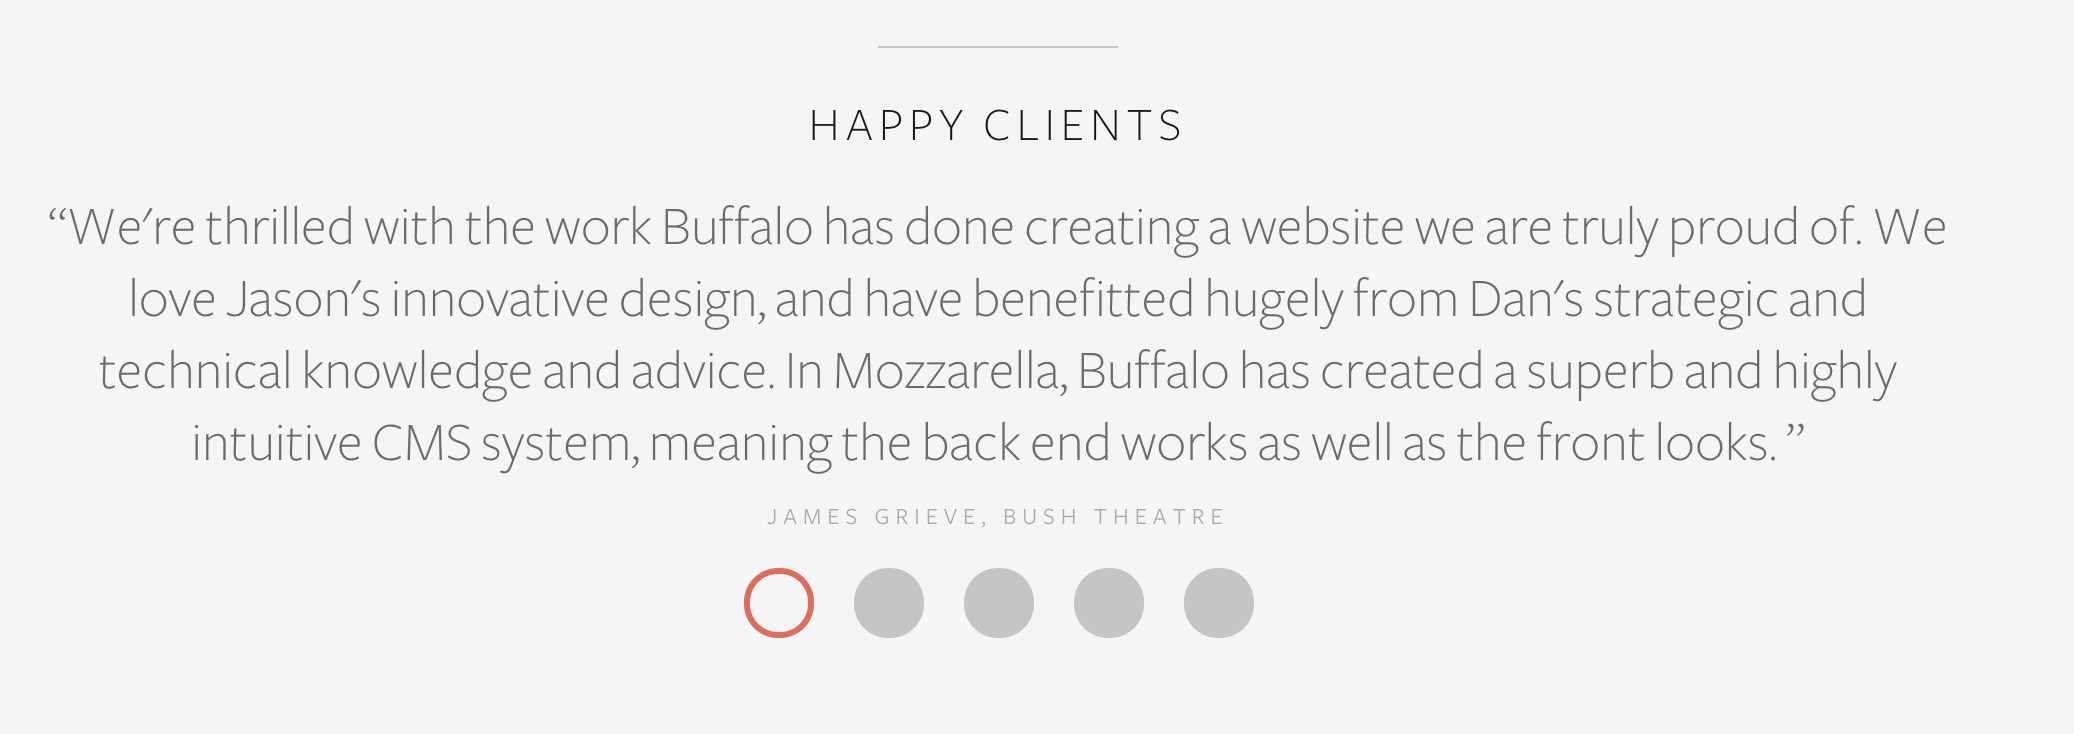 HAPPY CLIENTS
“We're thrilled with the work Buffalo has done creating a website we are truly proud of. We
love Jason's innovative design, and have benefitted hugely from Dan's strategic and
technical knowledge and advice. In Mozzarella, Buffalo has created a superb and highly
intuitive CMS system, meaning the back end works as well as the front looks. ”
JAMES GRIEVE, BUSH THEATRE